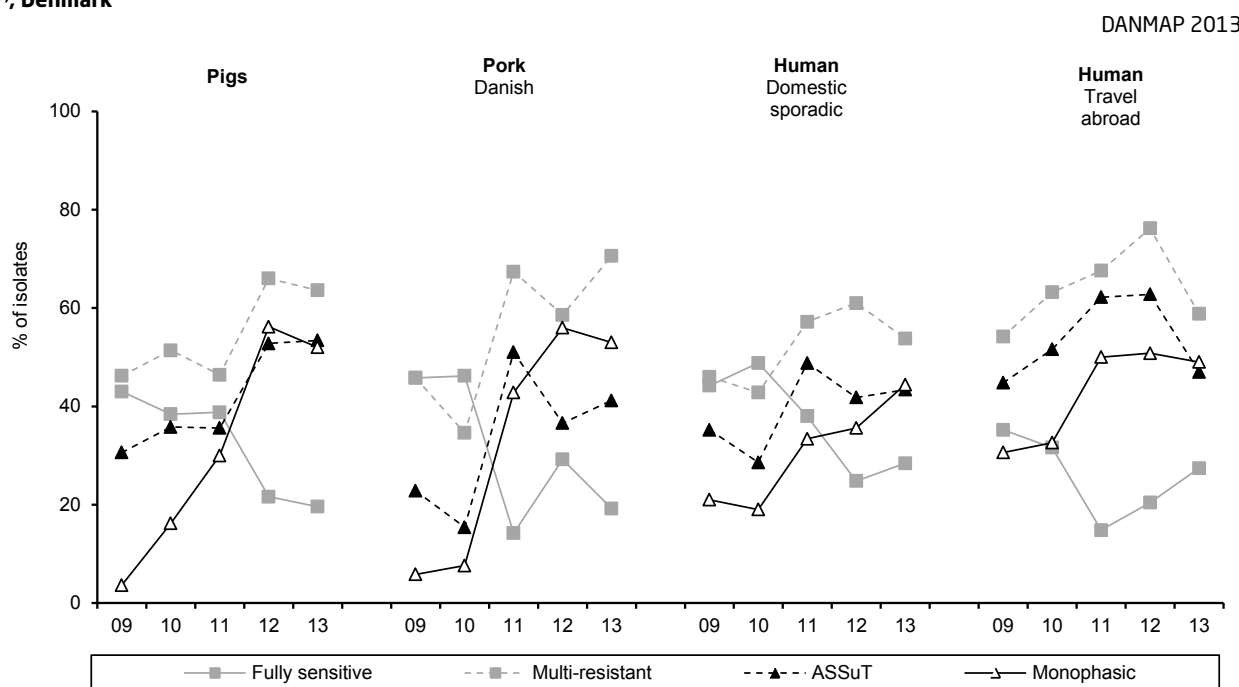 , Denmark
DANMAP 2013
Pigs
Pork
Danish
Human
Domestic
sporadic
Human
Travel
abroad
% of isolates
100
80
60
40
20
0
09 10 11 12 13 09 10 11 12 13 09 10 11 12 13 09 10 11 12 13
Fully sensitive Multi-resistant ASSuT Monophasic